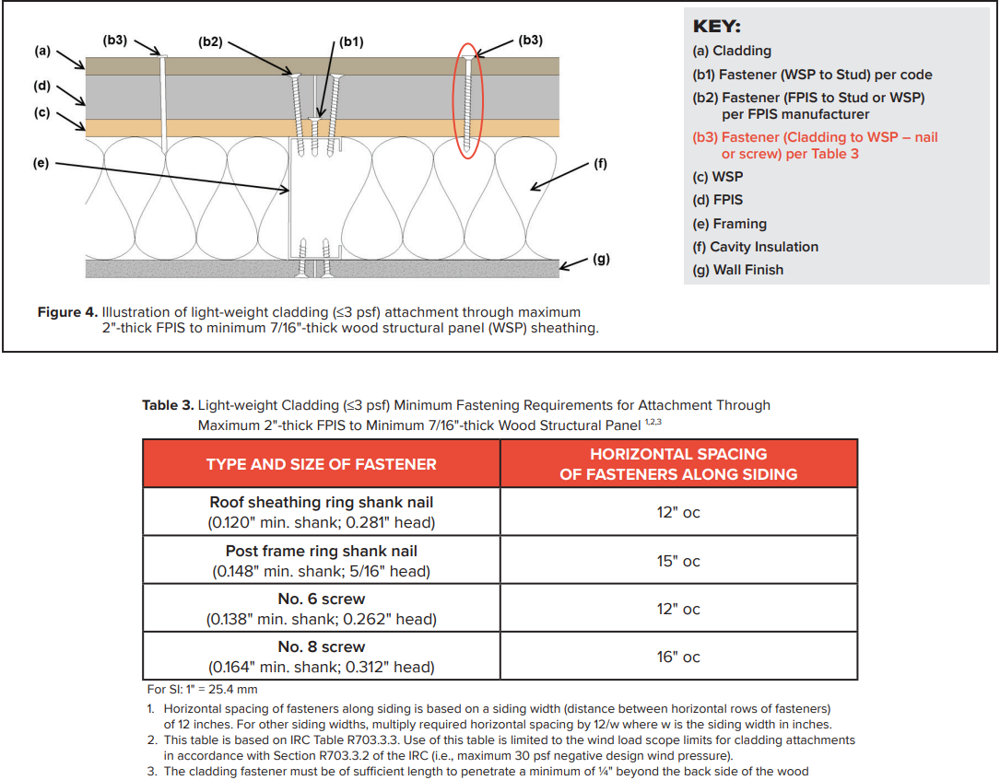 (a)
(b3)
(b2)
(b1)
(b3)
(d)
(c)
(e)
(f)
(g)
Figure 4. Illustration of light-weight cladding (≤3 psf) attachment through maximum
2"-thick FPIS to minimum 7/16"-thick wood structural panel (WSP) sheathing.
KEY:
(a) Cladding
(b1) Fastener (WSP to Stud) per code
(b2) Fastener (FPIS to Stud or WSP)
per FPIS manufacturer
(b3) Fastener (Cladding to WSP – nail
or screw) per Table 3
(c) WSP
(d) FPIS
(e) Framing
(f) Cavity Insulation
(g) Wall Finish
Table 3. Light-weight Cladding (≤3 psf) Minimum Fastening Requirements for Attachment Through
Maximum 2"-thick FPIS to Minimum 7/16"-thick Wood Structural Panel 1,2,3
TYPE AND SIZE OF FASTENER
HORIZONTAL SPACING
OF FASTENERS ALONG SIDING
Roof sheathing ring shank nail
(0.120" min. shank; 0.281" head)
12" oc
Post frame ring shank nail
(0.148" min. shank; 5/16" head)
15" oc
No. 6 screw
(0.138" min. shank; 0.262" head)
12" oc
No. 8 screw
(0.164" min. shank; 0.312" head)
16" oc
For SI: 1" = 25.4 mm
1. Horizontal spacing of fasteners along siding is based on a siding width (distance between horizontal rows of fasteners)
of 12 inches. For other siding widths, multiply required horizontal spacing by 12/w where w is the siding width in inches.
2. This table is based on IRC Table R703.3.3. Use of this table is limited to the wind load scope limits for cladding attachments
in accordance with Section R703.3.2 of the IRC (i.e., maximum 30 psf negative design wind pressure).
3. The cladding fastener must be of sufficient length to penetrate a minimum of ¼" beyond the back side of the wood